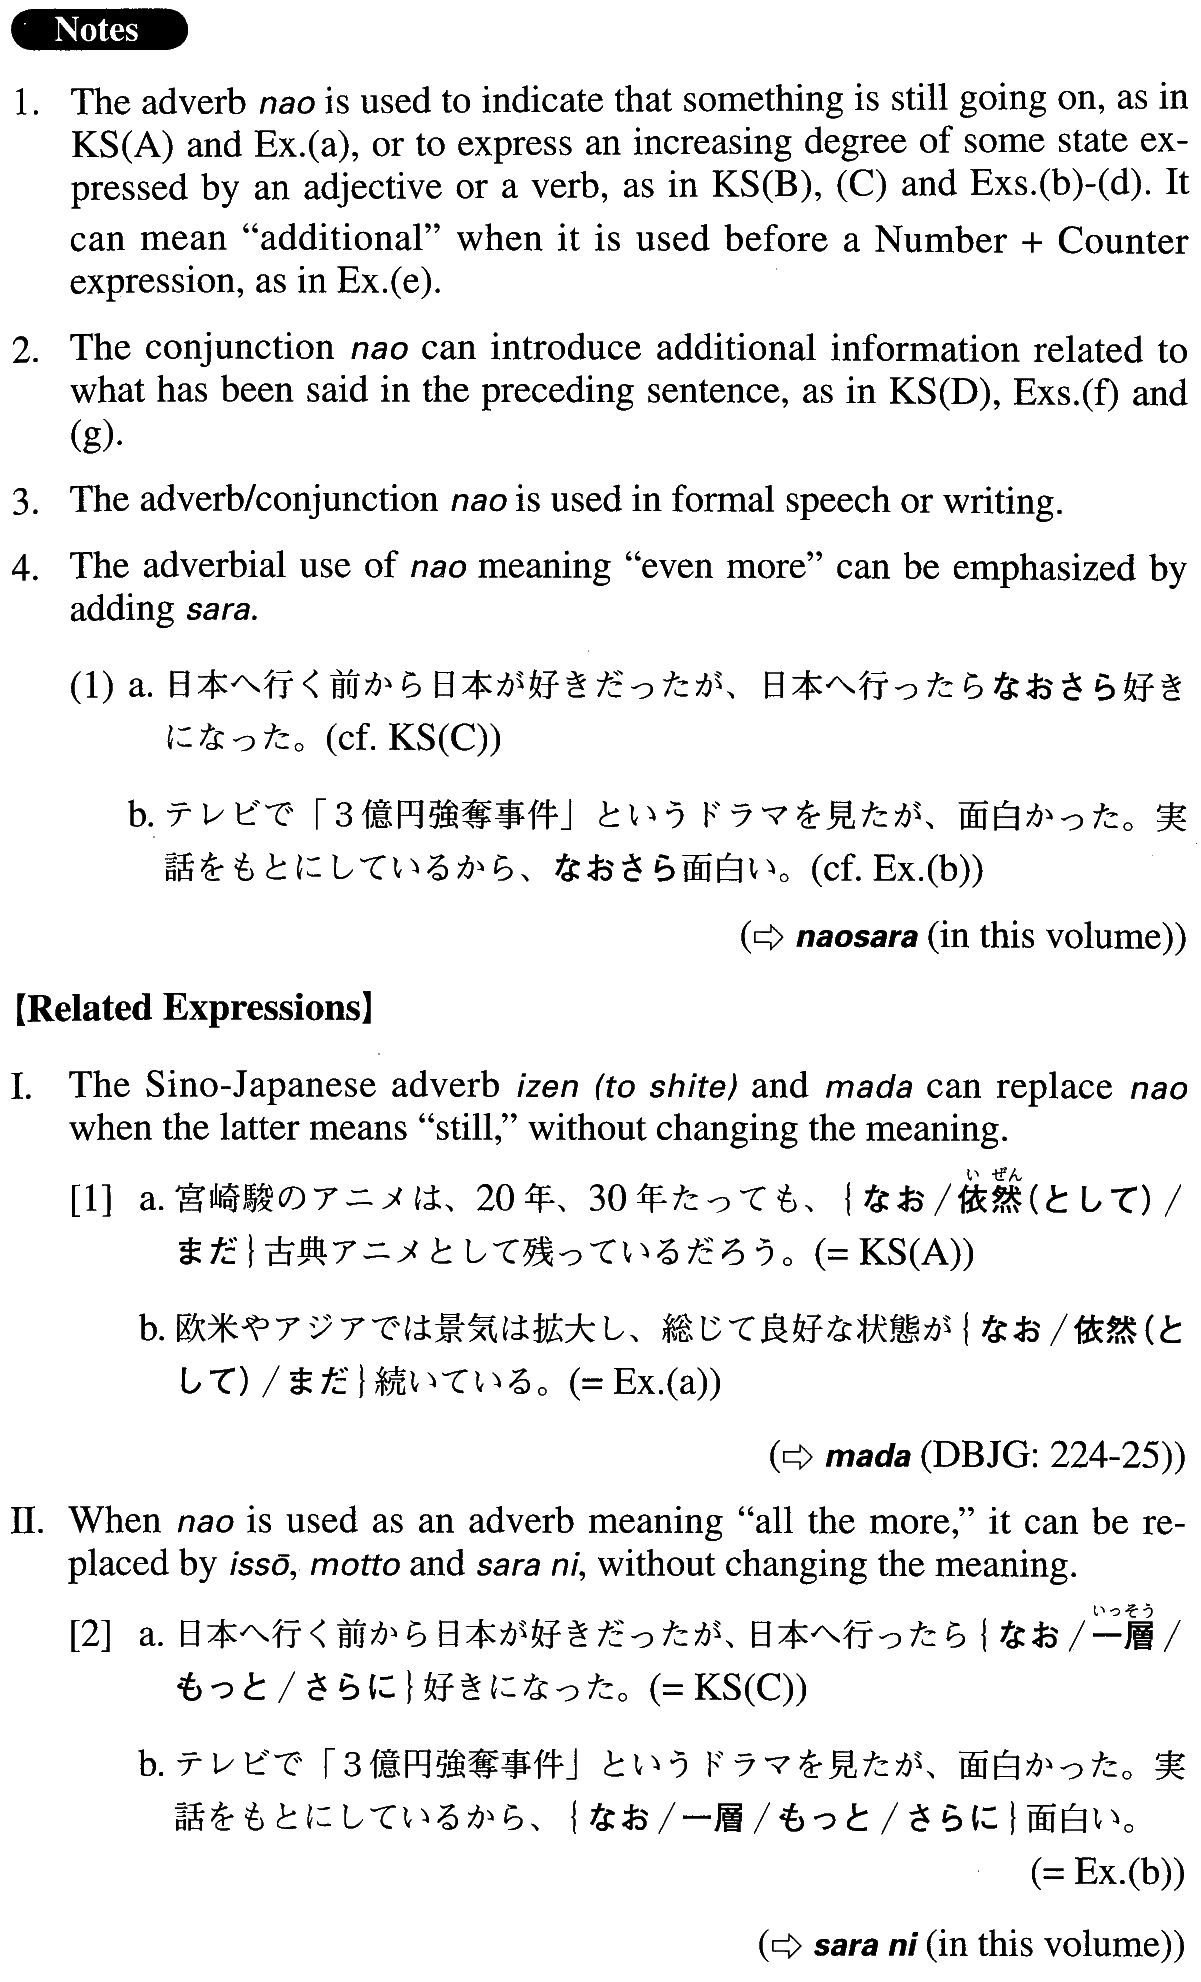 Notes
1. The adverb nao is used to indicate that something is still going on, as in
KS(A) and Ex.(a), or to express an increasing degree of some state ex-
pressed by an adjective or a verb, as in KS(B), (C) and Exs.(b)-(d). It
can mean “additional” when it is used before a Number + Counter
expression, as in Ex.(e).
2. The conjunction nao can introduce additional information related to
what has been said in the preceding sentence, as in KS(D), Exs.(f) and
(g).
3. The adverb/conjunction nao is used in formal speech or writing.
4. The adverbial use of nao meaning “even more” can be emphasized by
adding sara.
(1) a. 日本へ行く前から日本が好きだったが、日本へ行ったらなおさら好き
になった。(cf. KS(C))
b. テレビで「３億円強奪事件」というドラマを見たが、面白かった。実
話をもとにしているから、なおさら面白い。(cf. Ex.(b))
(⇨ naosara (in this volume))
【Related Expressions】
I. The Sino-Japanese adverb izen (to shite) and mada can replace nao
when the latter means “still,” without changing the meaning.
い ぜん
[1] a. 宮崎駿のアニメは、20年、30年たっても、{なお/依然(として)/
まだ}古典アニメとして残っているだろう。(= KS(A))
b. 欧米やアジアでは景気は拡大し、総じて良好な状態が{なお/依然(と
して)/まだ}続いている。(= Ex.(a))
(⇨ mada (DBJG: 224-25))
II. When nao is used as an adverb meaning “all the more,” it can be re-
placed by issō, motto and sara ni, without changing the meaning.
いっそう
[2] a. 日本へ行く前から日本が好きだったが、日本へ行ったら{なお/一層/
もっと/さらに}好きになった。(= KS(C))
b. テレビで「３億円強奪事件」というドラマを見たが、面白かった。実
話をもとにしているから、{なお/一層/もっと/さらに}面白い。
(= Ex.(b))
(⇨ sara ni (in this volume))